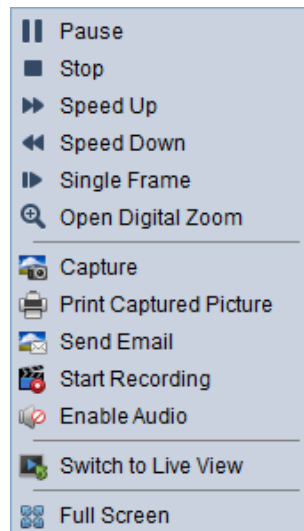 Pause
Stop
Speed Up
Speed Down
Single Frame
Open Digital Zoom
Capture
Print Captured Picture
Send Email
Start Recording
Enable Audio
Switch to Live View
Full Screen